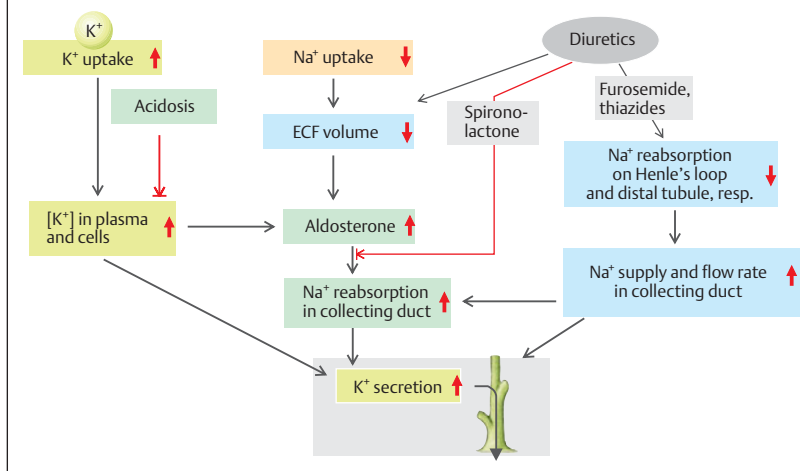 K⁺
K⁺ uptake
Na⁺ uptake
Diuretics
Acidosis
ECF volume
Spirono-
lactone
Furosemide,
thiazides
Na⁺ reabsorption
on Henle’s loop
and distal tubule, resp.
[K⁺] in plasma
and cells
Aldosterone
Na⁺ reabsorption
in collecting duct
Na⁺ supply and flow rate
in collecting duct
K⁺ secretion